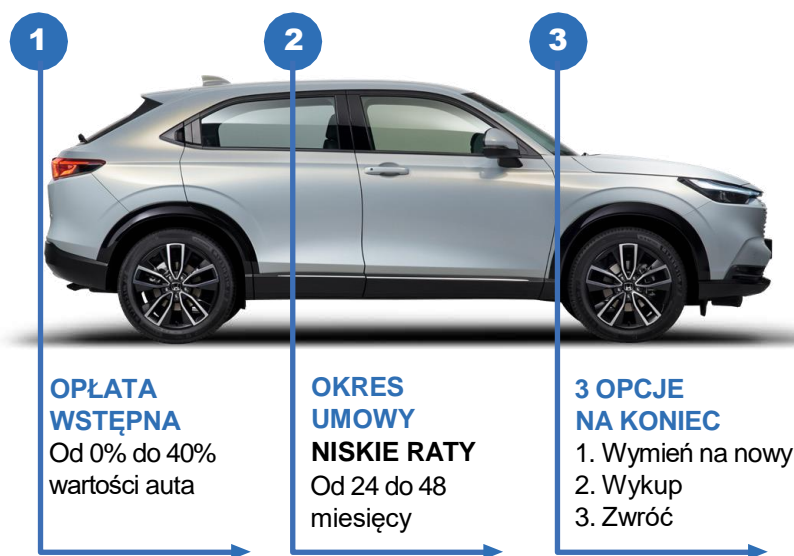 1
2
3
OPŁATA
WSTĘPNA
Od 0% do 40%
wartości auta
OKRES
UMOWY
NISKIE RATY
Od 24 do 48
miesięcy
3 OPCJE
NA KONIEC
1. Wymień na nowy
2. Wykup
3. Zwróć